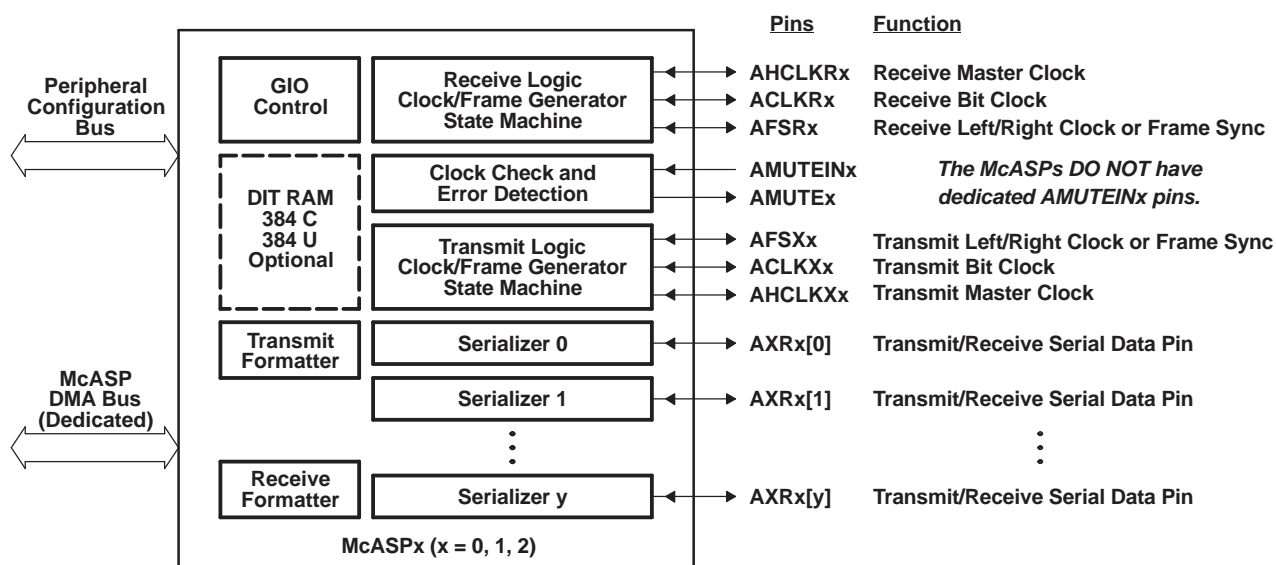 Pins Function
Peripheral
Configuration
Bus
GIO
Control
Receive Logic
Clock/Frame Generator
State Machine
AHCLKRx Receive Master Clock
ACLKRx Receive Bit Clock
AFSRx Receive Left/Right Clock or Frame Sync
DIT RAM
384 C
384 U
Optional
Clock Check and
Error Detection
AMUTEINx
AMUTEx
The McASPs DO NOT have
dedicated AMUTEINx pins.
Transmit Logic
Clock/Frame Generator
State Machine
AFSXx Transmit Left/Right Clock or Frame Sync
ACLKXx Transmit Bit Clock
AHCLKXx Transmit Master Clock
Transmit
Formatter
Serializer 0
AXRx[0] Transmit/Receive Serial Data Pin
McASP
DMA Bus
(Dedicated)
Serializer 1
AXRx[1] Transmit/Receive Serial Data Pin
Receive
Formatter
Serializer y
AXRx[y] Transmit/Receive Serial Data Pin
McASPx (x = 0, 1, 2)